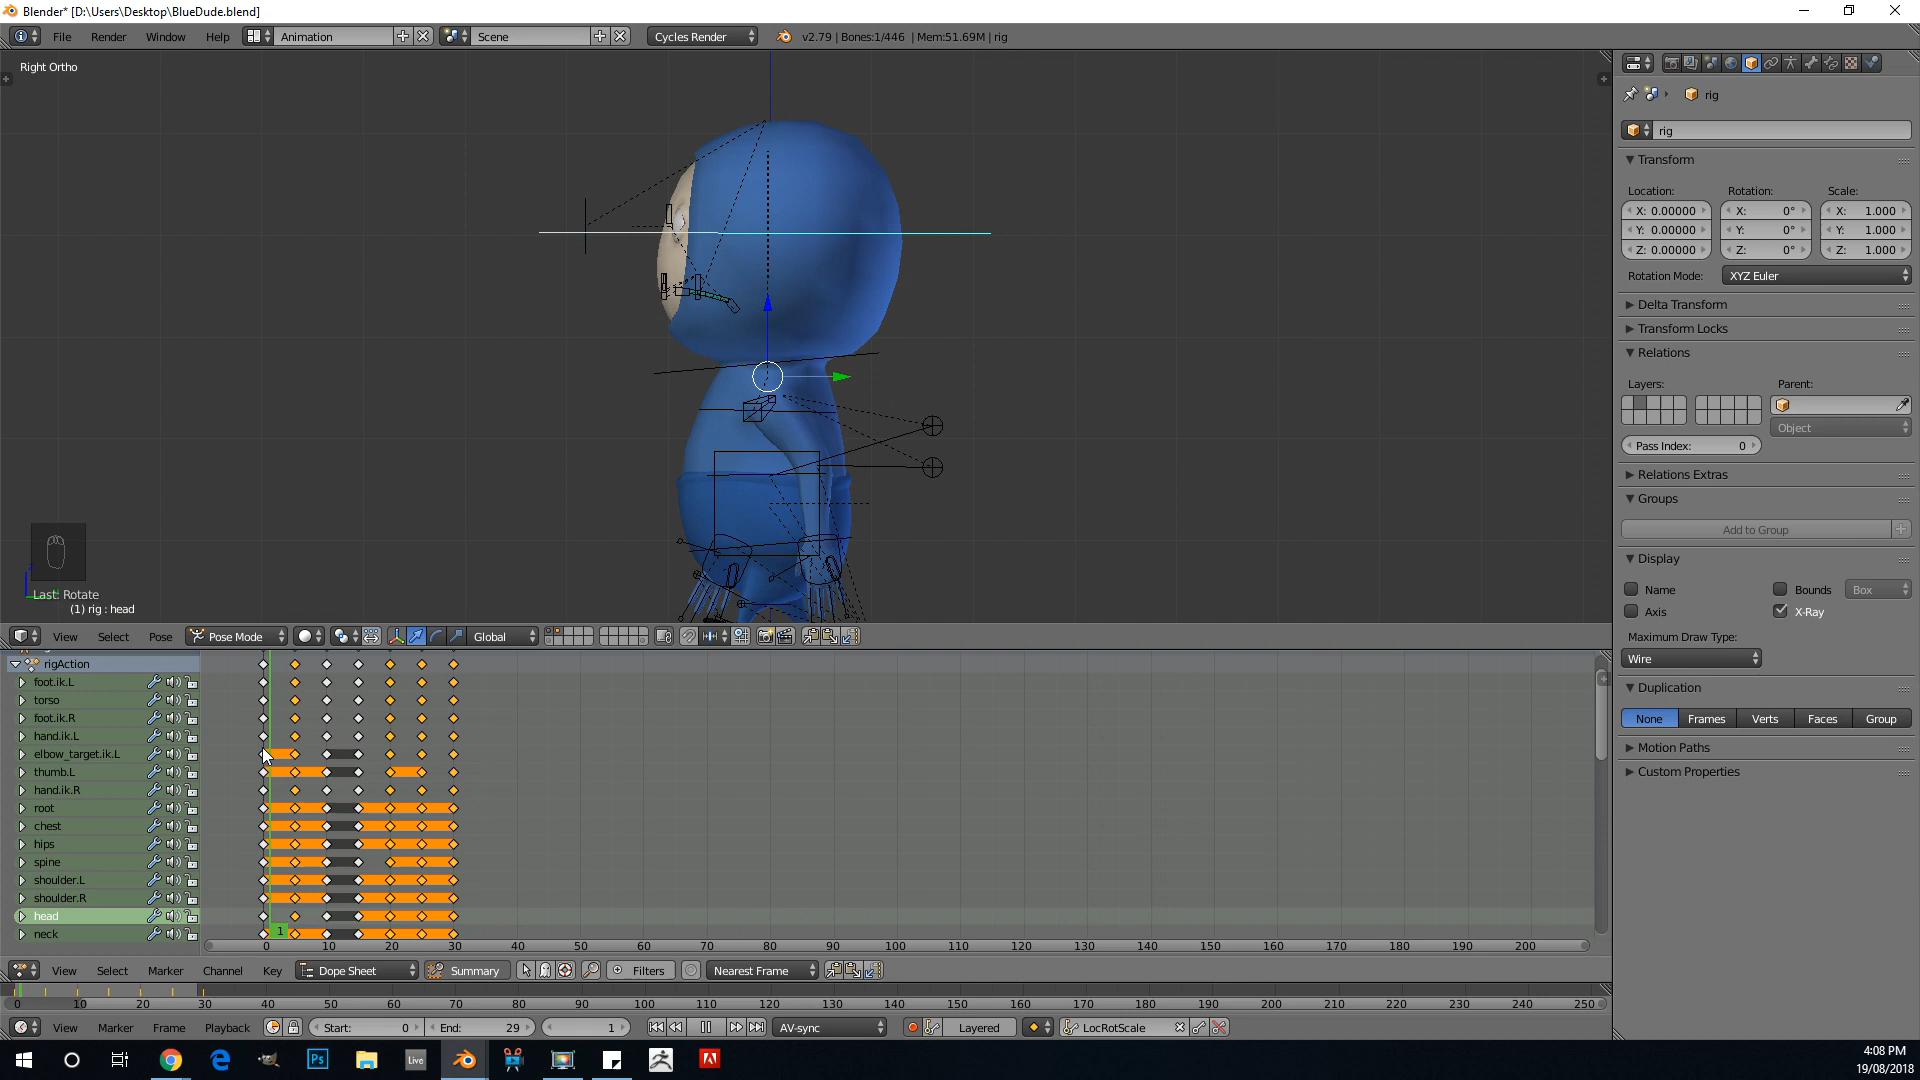 Blender* [D:\Users\Desktop\BlueDude.blend]
File Render Window Help Animation Scene Cycles Render v2.79 | Bones:1/446 | Mem:51.69M | rig
Right Ortho
rig
rig
Transform
Location: Rotation: Scale:
X: 0.00000 X: 0° X: 1.000
Y: 0.00000 Y: 0° Y: 1.000
Z: 0.00000 Z: 0° Z: 1.000
Rotation Mode: XYZ Euler
Delta Transform
Transform Locks
Relations
Layers: Parent:
Object
Pass Index: 0
Relations Extras
Groups
Add to Group
Display
Name Bounds Box
Axis X-Ray
Maximum Draw Type:
Wire
Duplication
None Frames Verts Faces Group
Motion Paths
Custom Properties
Last: Rotate
(1) rig : head
View Select Pose Pose Mode Global
rigAction
foot.ik.L
torso
foot.ik.R
hand.ik.L
elbow_target.ik.L
thumb.L
hand.ik.R
root
chest
hips
spine
shoulder.L
shoulder.R
head
neck
1
0 10 20 30 40 50 60 70 80 90 100 110 120 130 140 150 160 170 180 190 200
View Select Marker Channel Key Dope Sheet Summary Filters Nearest Frame
0 10 20 30 40 50 60 70 80 90 100 110 120 130 140 150 160 170 180 190 200 210 220 230 240 250
View Marker Frame Playback Start: 0 End: 29 1 AV-sync Layered LocRotScale
Ps Live
4:08 PM
19/08/2018